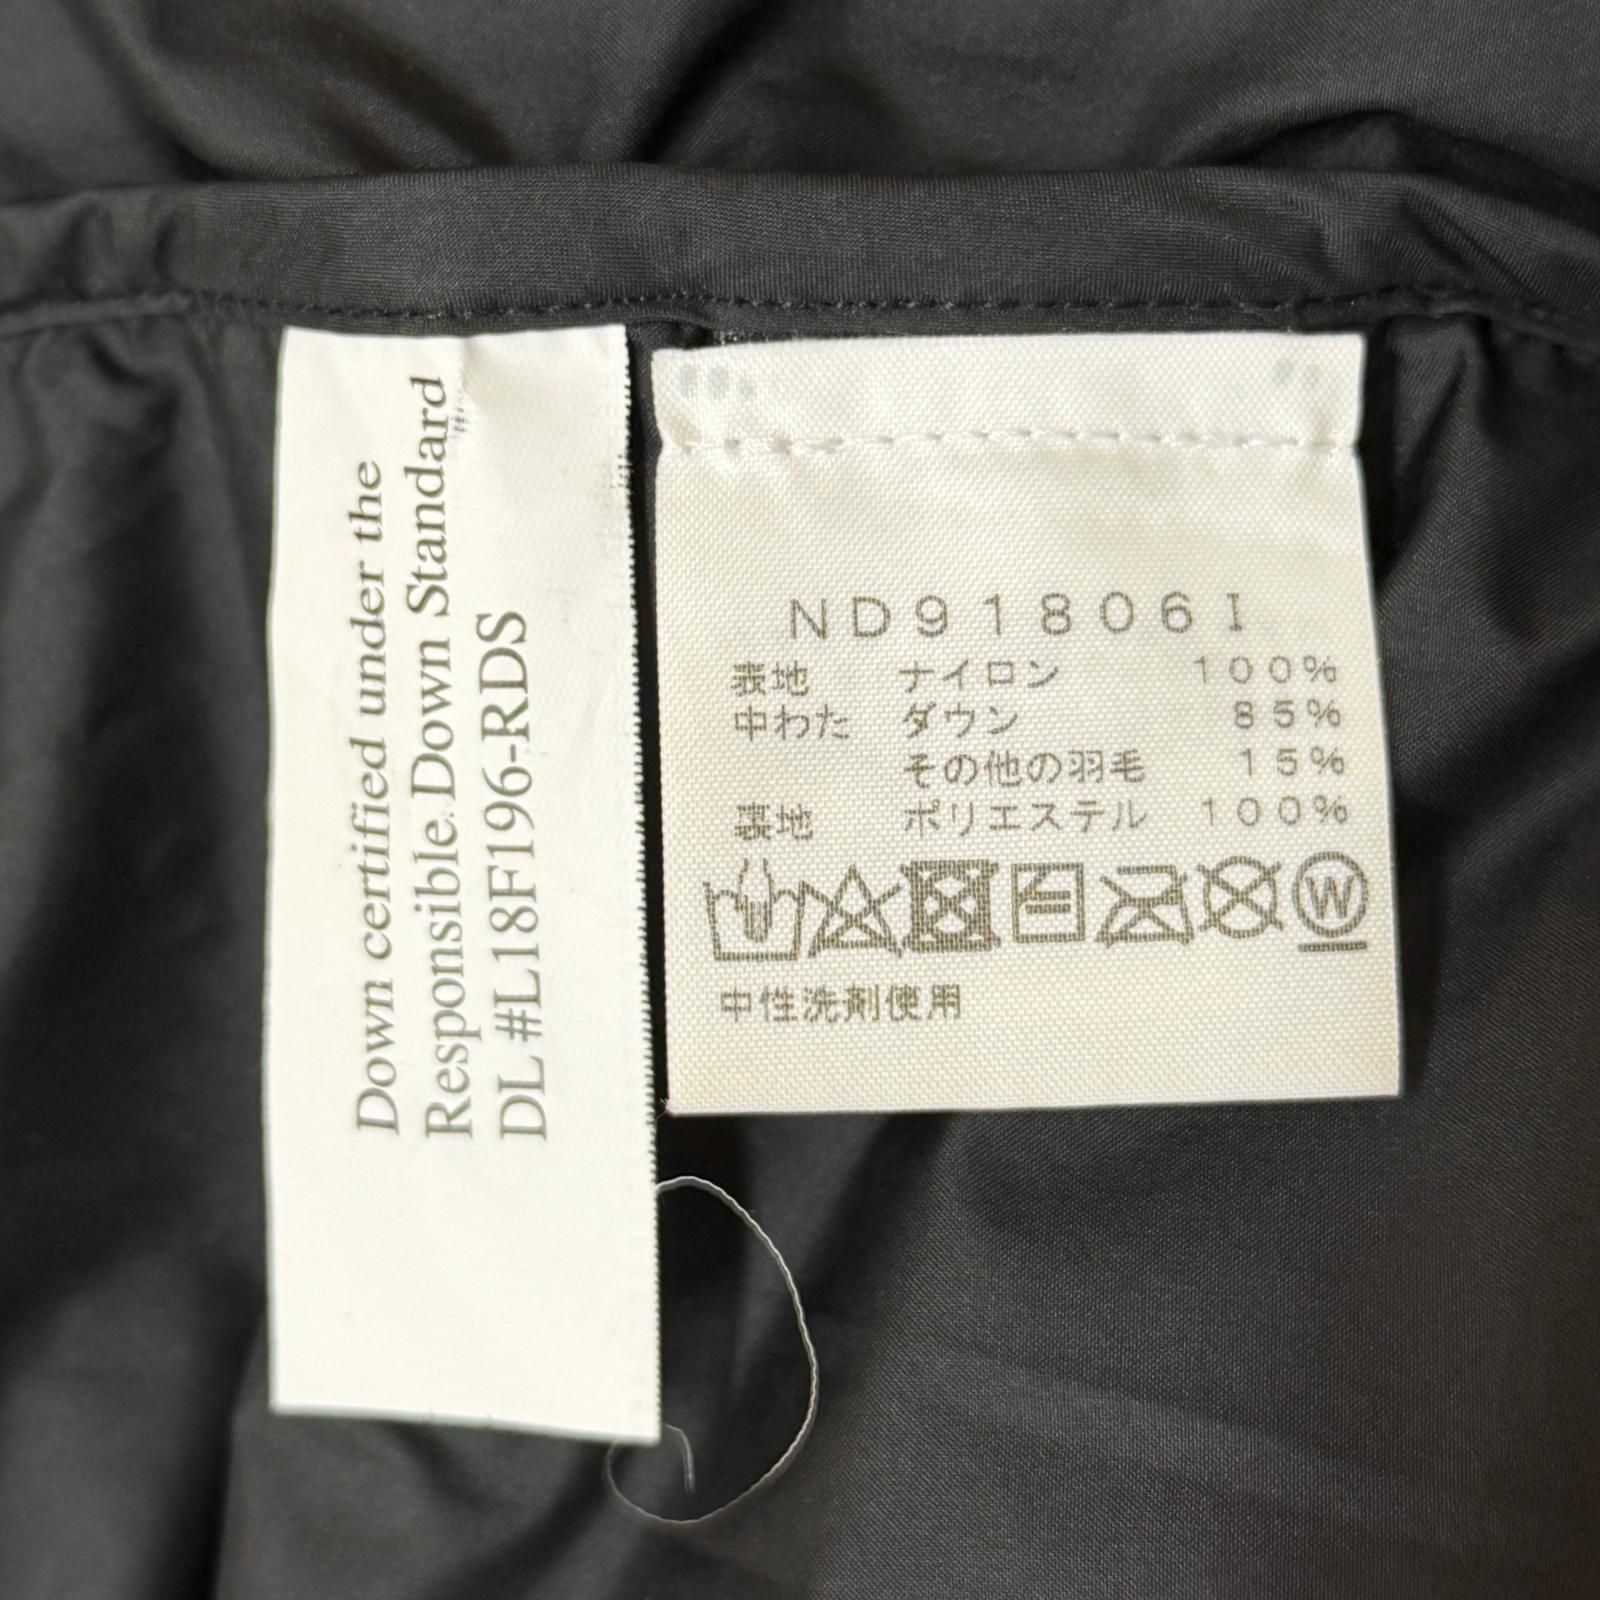 Down certified under the
Responsible Down Standard
DL #L18F196-RDS
ND91806I
表地 ナイロン 100%
中わた ダウン 85%
その他の羽毛 15%
裏地 ポリエステル 100%
W
中性洗剤使用